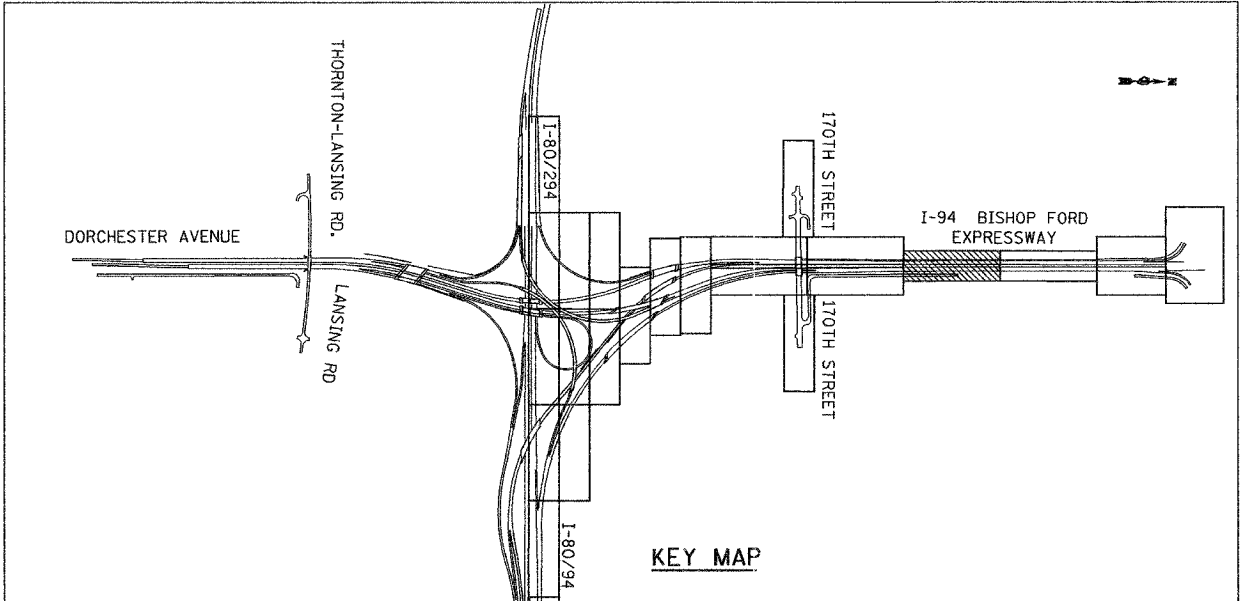 THORNTON-LANSING RD.
I-80/294
170TH STREET
N
I-94 BISHOP FORD
EXPRESSWAY
DORCHESTER AVENUE
LANSING RD
170TH STREET
I-80/94
KEY MAP